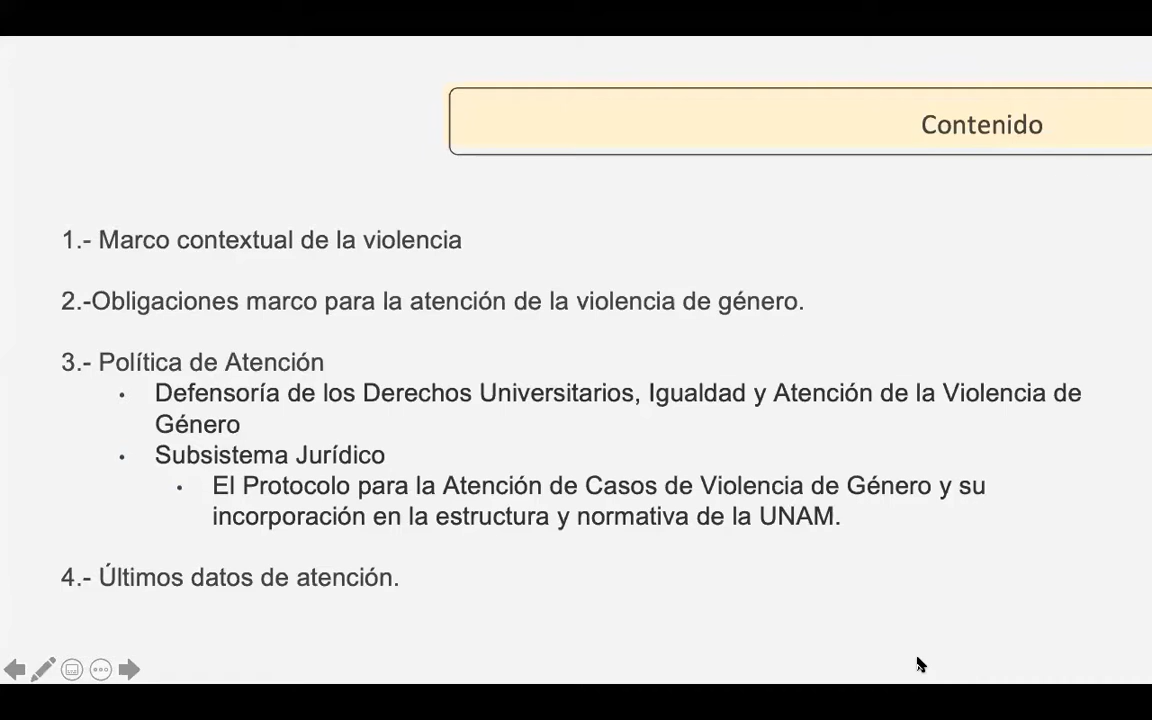 Contenido
1.- Marco contextual de la violencia
2.-Obligaciones marco para la atención de la violencia de género.
3.- Política de Atención
• Defensoría de los Derechos Universitarios, Igualdad y Atención de la Violencia de
Género
• Subsistema Jurídico
• El Protocolo para la Atención de Casos de Violencia de Género y su
incorporación en la estructura y normativa de la UNAM.
4.- Últimos datos de atención.